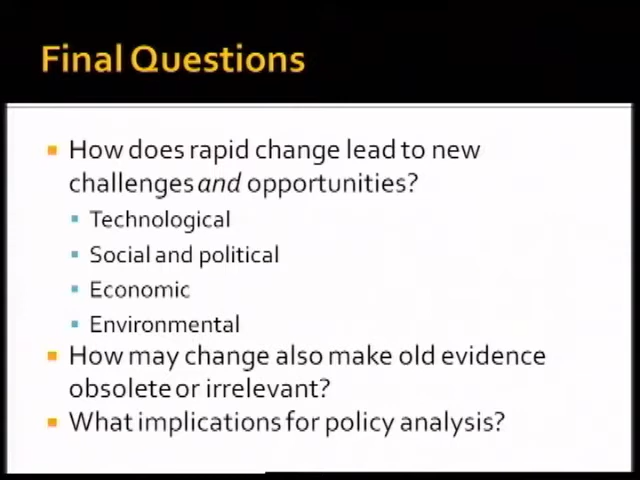 Final Questions
How does rapid change lead to new
challenges and opportunities?
Technological
Social and political
Economic
Environmental
How may change also make old evidence
obsolete or irrelevant?
What implications for policy analysis?